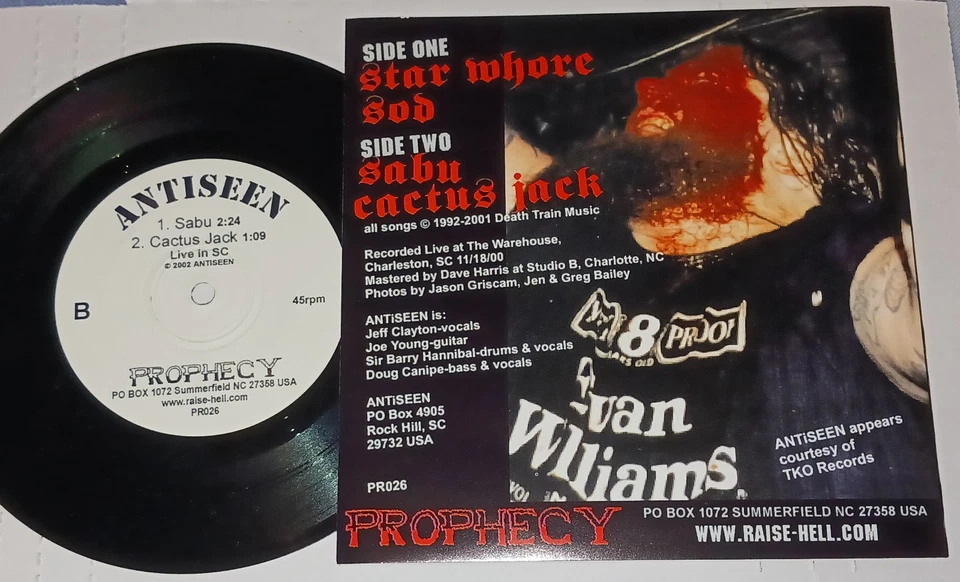 ANTISEEN
1. Sabu 2:24
2. Cactus Jack 1:09
Live in SC
© 2002 ANTISEEN
B
45rpm
PROPHECY
PO BOX 1072 Summerfield NC 27358 USA
www.raise-hell.com
PR026
SIDE ONE
star whore
sod
SIDE TWO
sabu
cactus jack
all songs © 1992-2001 Death Train Music
Recorded Live at The Warehouse,
Charleston, SC 11/18/00
Mastered by Dave Harris at Studio B, Charlotte, NC
Photos by Jason Griscam, Jen & Greg Bailey
ANTiSEEN is:
Jeff Clayton-vocals
Joe Young-guitar
Sir Barry Hannibal-drums & vocals
Doug Canipe-bass & vocals
ANTiSEEN
PO Box 4905
Rock Hill, SC
29732 USA
PR026
8 PROOF
Evan
Wlliams
ANTiSEEN appears
courtesy of
TKO Records
PROPHECY
PO BOX 1072 SUMMERFIELD NC 27358 USA
WWW.RAISE-HELL.COM